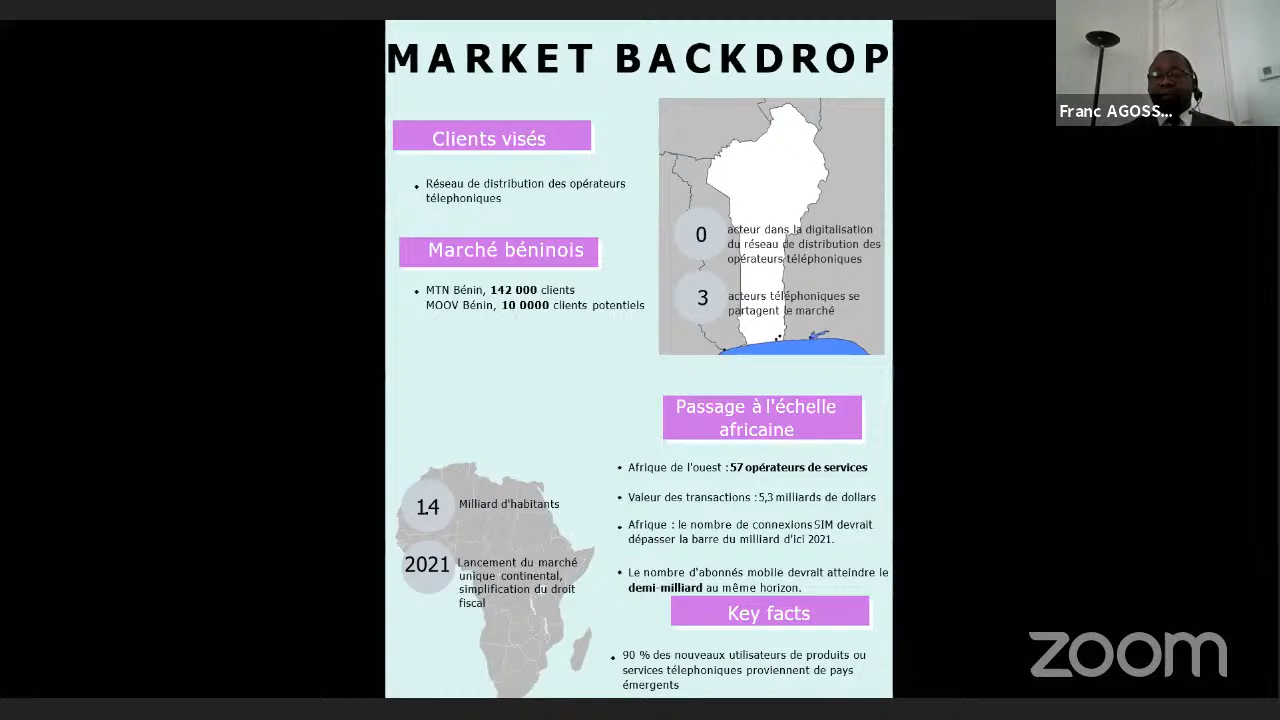 MARKET BACKDROP
Franc AGOSS...
Clients visés
Réseau de distribution des opérateurs
télephoniques
Marché béninois
MTN Bénin, 142 000 clients
MOOV Bénin, 10 0000 clients potentiels
0
acteur dans la digitalisation
du réseau de distribution des
opérateurs téléphoniques
3
acteurs téléphoniques se
partagent le marché
Passage à l'échelle
africaine
Afrique de l'ouest : 57 opérateurs de services
Valeur des transactions : 5,3 milliards de dollars
Afrique : le nombre de connexions SIM devrait
dépasser la barre du milliard d'ici 2021.
Le nombre d'abonnés mobile devrait atteindre le
demi-milliard au même horizon.
1.4
Milliard d'habitants
2021
Lancement du marché
unique continental,
simplification du droit
fiscal
Key facts
90 % des nouveaux utilisateurs de produits ou
services télephoniques proviennent de pays
émergents
zoom